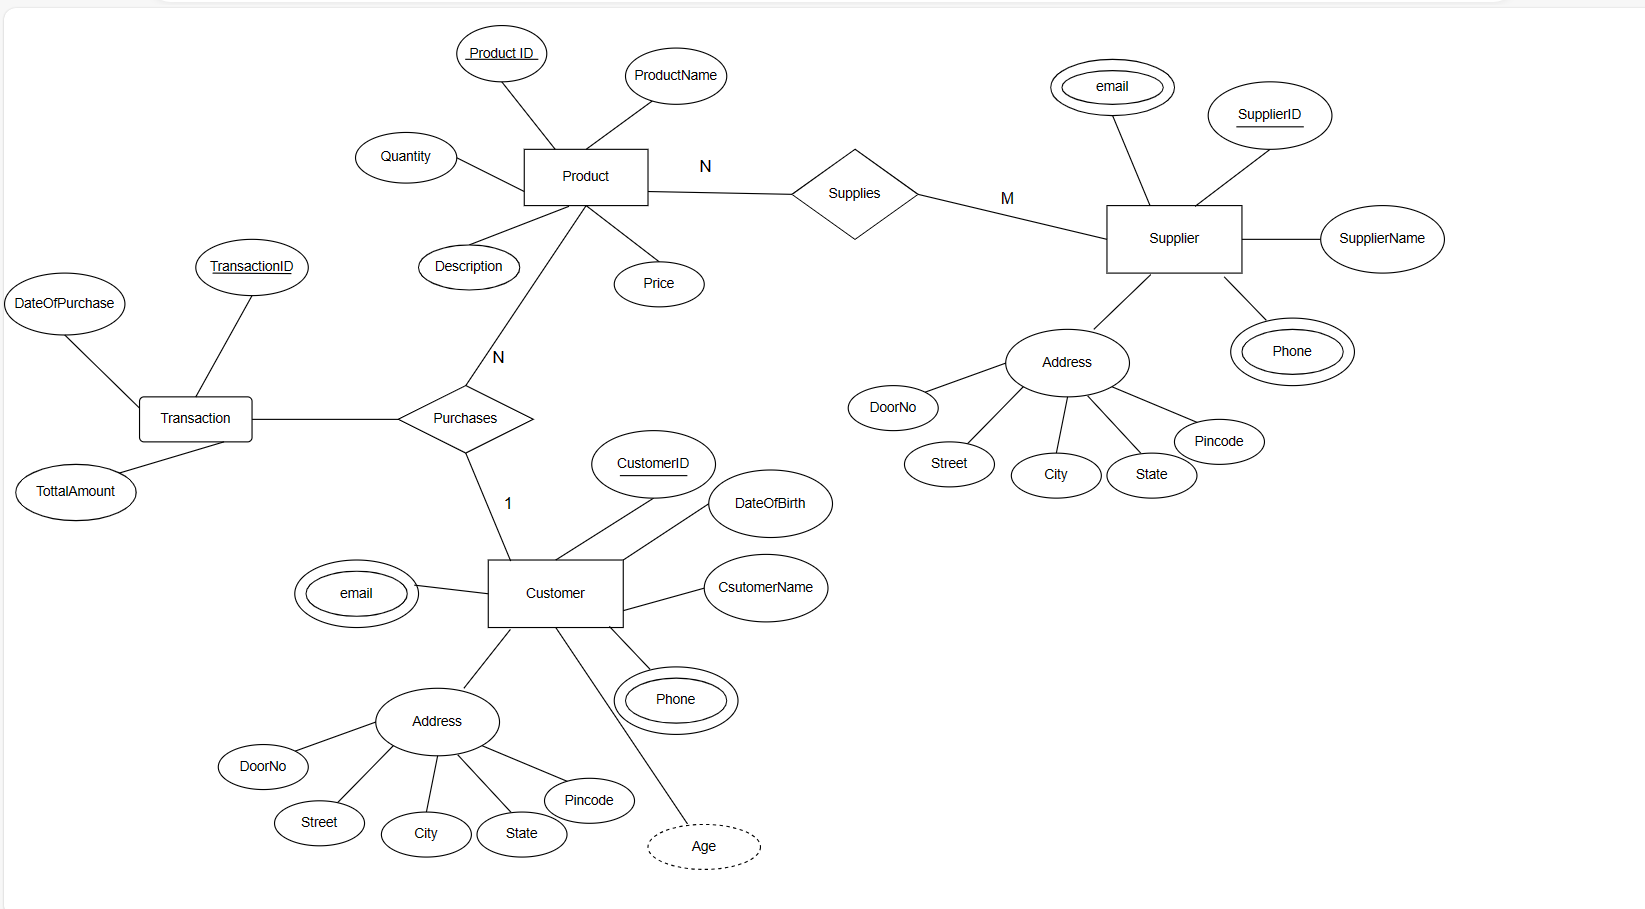 Product ID
ProductName
email
SupplierID
Quantity
Product
N
Supplies
M
Supplier
SupplierName
TransactionID
Description
Price
DateOfPurchase
N
Address
Phone
DoorNo
Street
City
State
Pincode
Transaction
Purchases
TottalAmount
1
CustomerID
DateOfBirth
email
Customer
CsutomerName
Address
Phone
DoorNo
Street
City
State
Pincode
Age